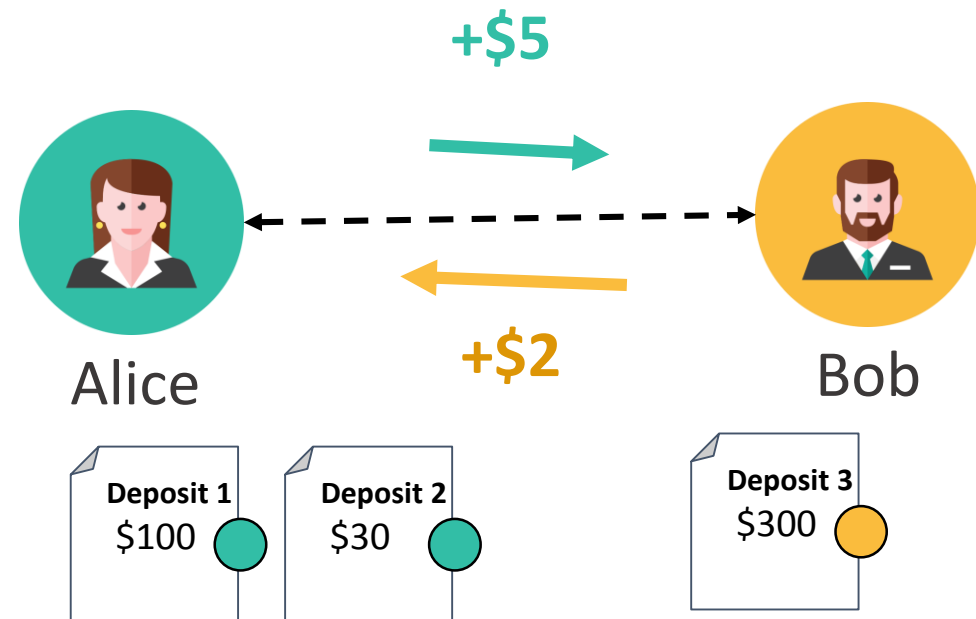 +$5
+$2
Alice
Bob
Deposit 1
$100
Deposit 2
$30
Deposit 3
$300